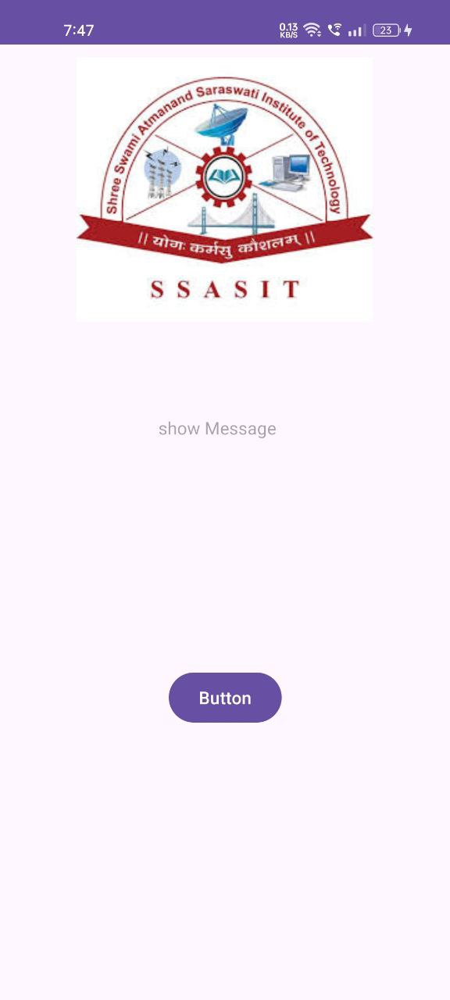 7:47
0.13
KB/S
23
Shree Swami Atmanand Saraswati Institute of Technology
|| योगः कर्मसु कौशलम् ||
SSASIT
show Message
Button